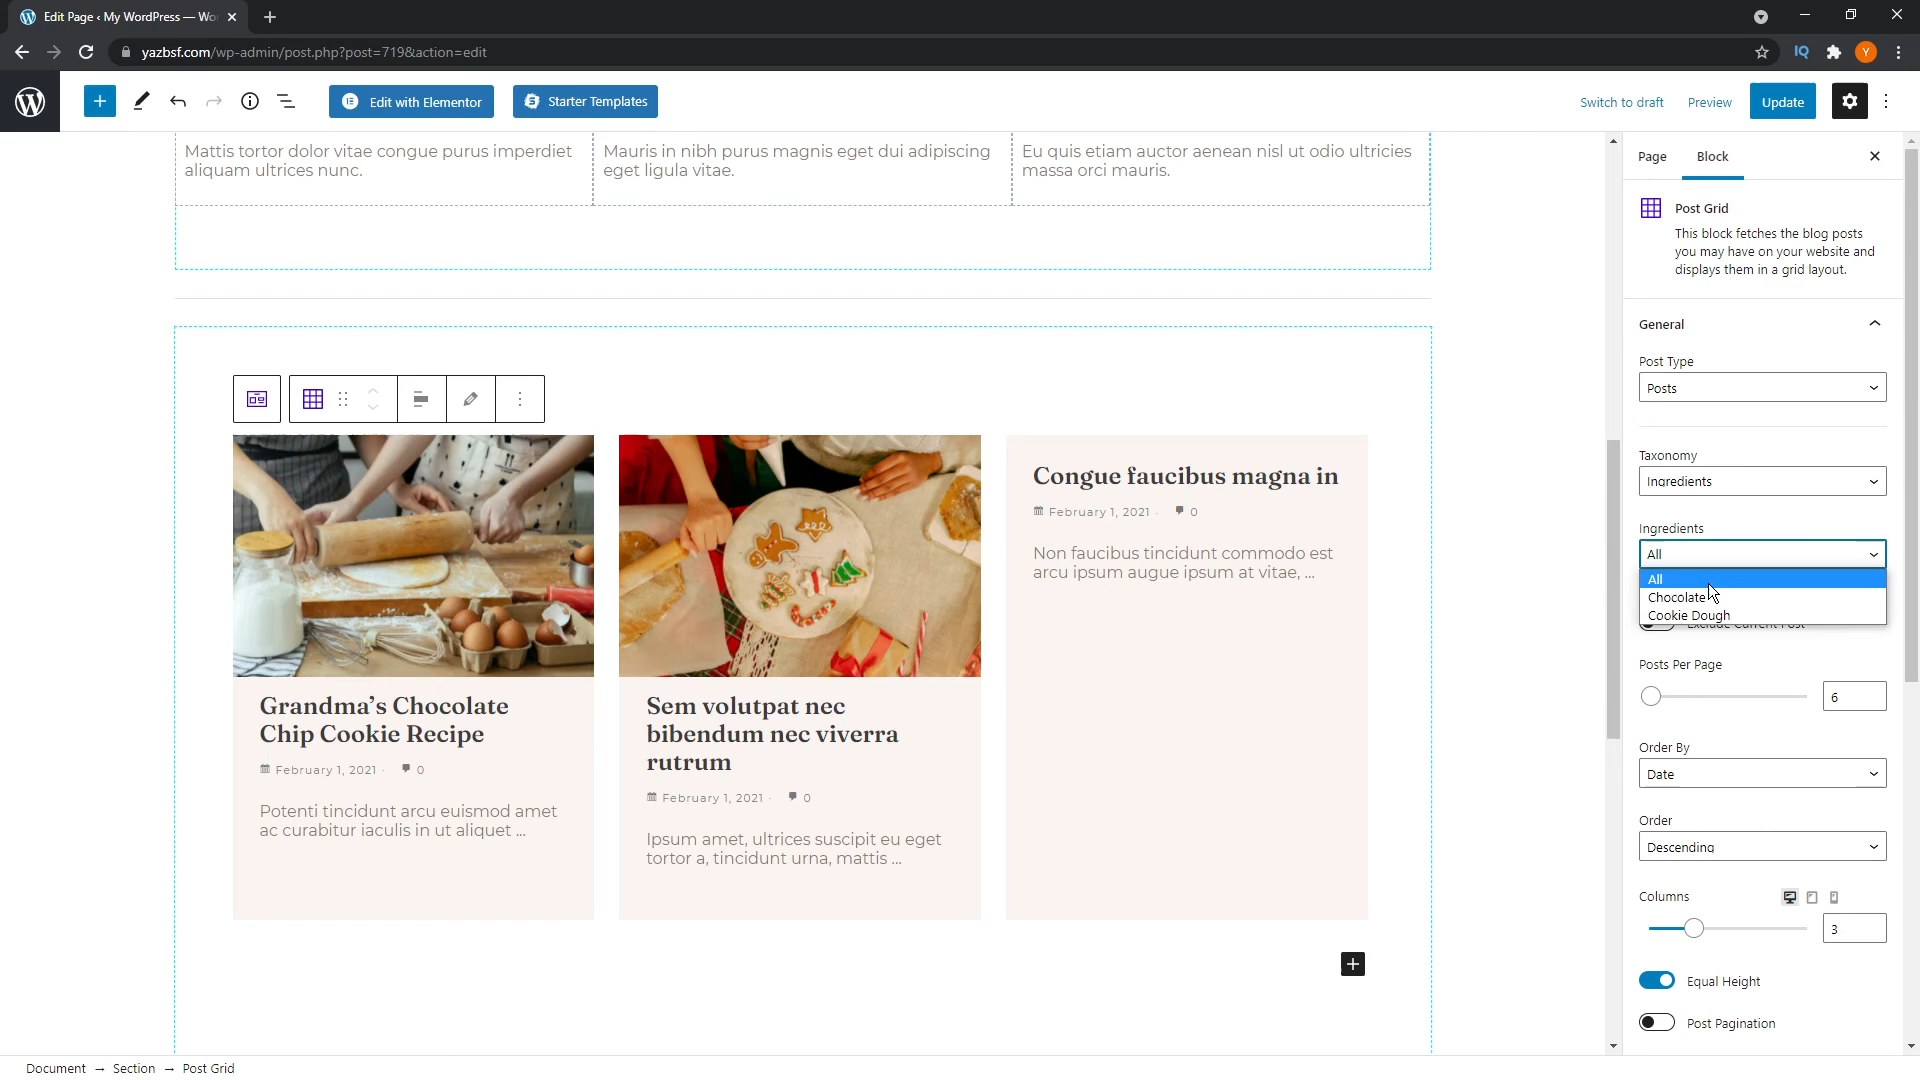 Edit Page ‹ My WordPress — Wo
yazbsf.com/wp-admin/post.php?post=719&action=edit
IQ
Y
Edit with Elementor
Starter Templates
Switch to draft
Preview
Update
Mattis tortor dolor vitae congue purus imperdiet
aliquam ultrices nunc.
Mauris in nibh purus magnis eget dui adipiscing
eget ligula vitae.
Eu quis etiam auctor aenean nisl ut odio ultricies
massa orci mauris.
Grandma’s Chocolate
Chip Cookie Recipe
February 1, 2021 ·
0
Potenti tincidunt arcu euismod amet
ac curabitur iaculis in ut aliquet ...
Sem volutpat nec
bibendum nec viverra
rutrum
February 1, 2021 ·
0
Ipsum amet, ultrices suscipit eu eget
tortor a, tincidunt urna, mattis ...
Congue faucibus magna in
February 1, 2021 ·
0
Non faucibus tincidunt commodo est
arcu ipsum augue ipsum at vitae, ...
Page
Block
Post Grid
This block fetches the blog posts
you may have on your website and
displays them in a grid layout.
General
Post Type
Posts
Taxonomy
Ingredients
Ingredients
All
All
Chocolate
Cookie Dough
Exclude Current Post
Posts Per Page
6
Order By
Date
Order
Descending
Columns
3
Equal Height
Post Pagination
Document → Section → Post Grid